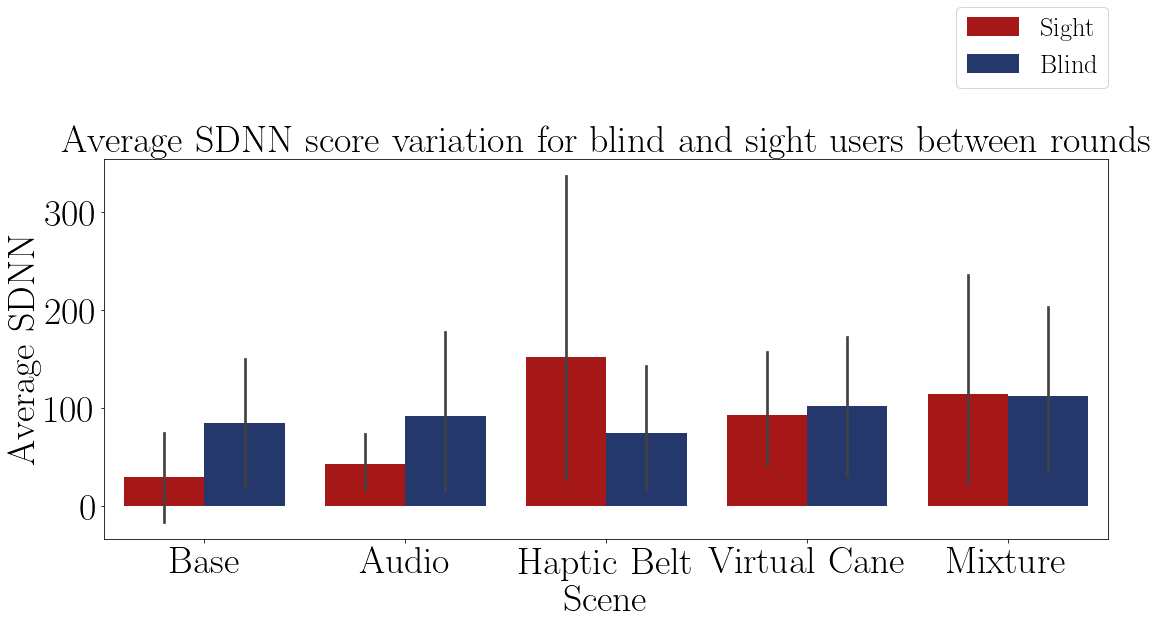 Sight
Blind
Average SDNN score variation for blind and sight users between rounds
Average SDNN
300
200
100
0
Base Audio Haptic Belt Virtual Cane Mixture
Scene